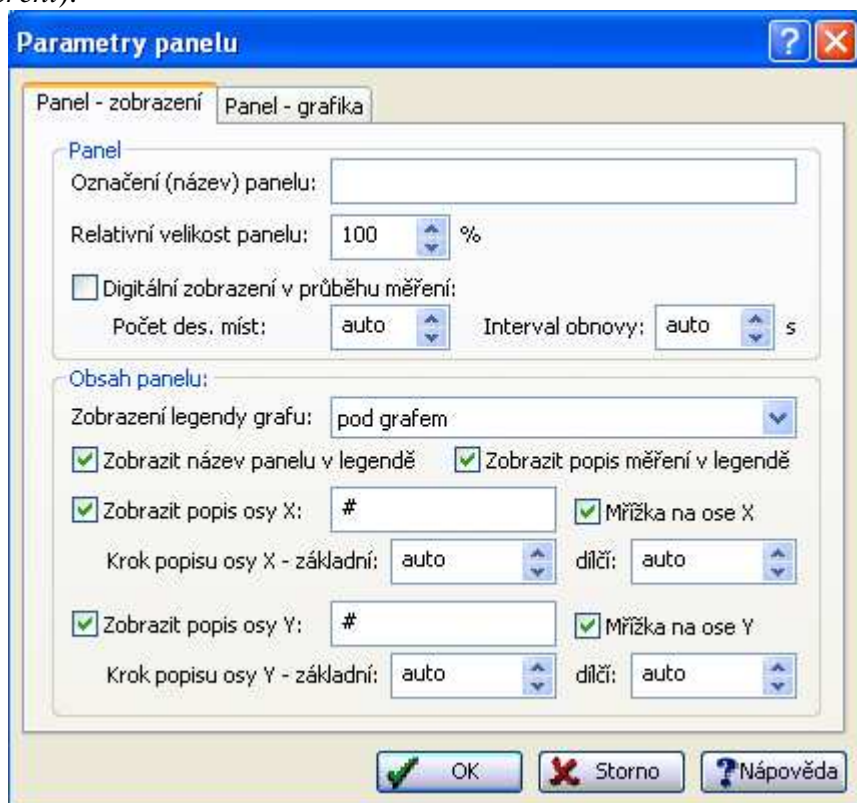 Parametry panelu
Panel - zobrazení Panel - grafika
Panel
Označení (název) panelu:
Relativní velikost panelu: 100 %
Digitální zobrazení v průběhu měření:
Počet des. míst: auto Interval obnovy: auto s
Obsah panelu:
Zobrazení legendy grafu: pod grafem
Zobrazit název panelu v legendě Zobrazit popis měření v legendě
Zobrazit popis osy X: # Mřížka na ose X
Krok popisu osy X - základní: auto dílčí: auto
Zobrazit popis osy Y: # Mřížka na ose Y
Krok popisu osy Y - základní: auto dílčí: auto
OK Storno ? Nápověda